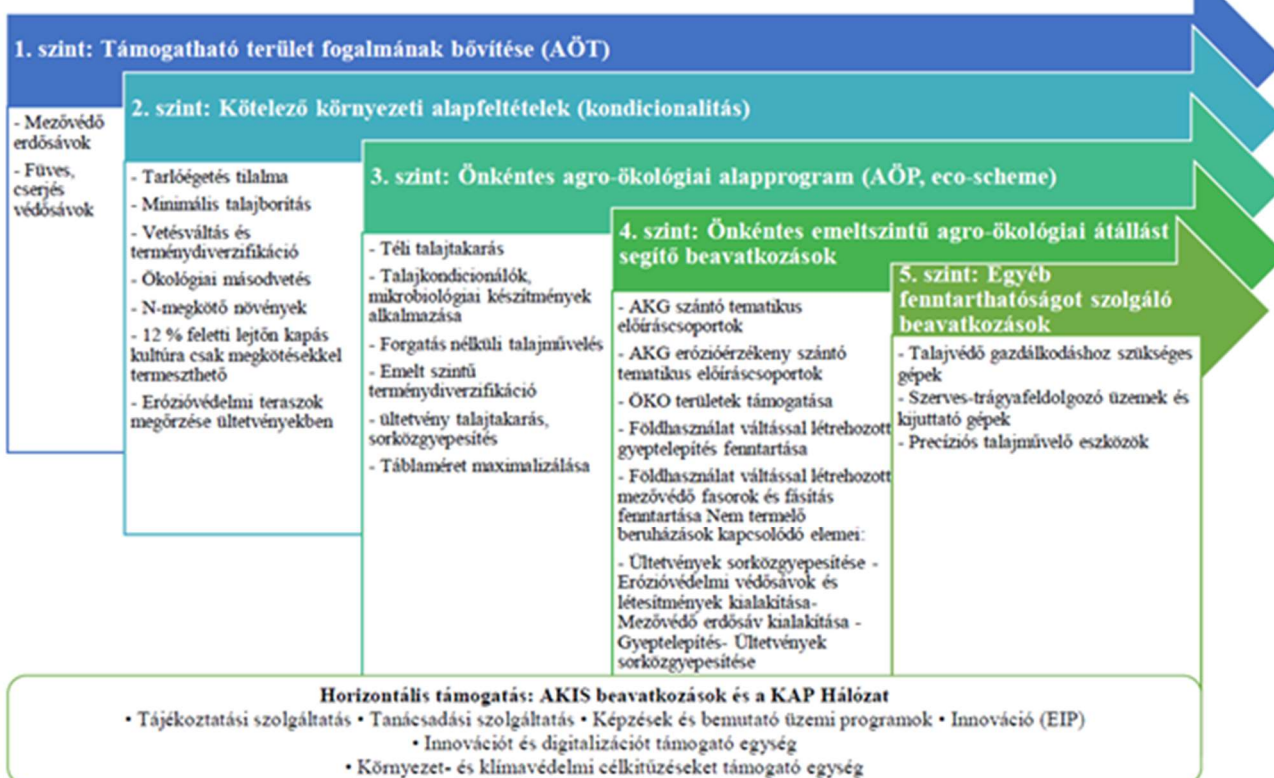 1. szint: Támogatható terület fogalmának bővítése (AÖT)
- Mezővédő
erdősávok
- Füves,
cserjés
védősávok
2. szint: Kötelező környezeti alapfeltételek (kondicionalitás)
- Tarlóégetés tilalma
- Minimális talajborítás
- Vetésváltás és
terménydiverzifikáció
- Ökológiai másodvetés
- N-megkötő növények
- 12 % feletti lejtőn kapás
kultúra csak megkötésekkel
termeszthető
- Erózióvédelmi teraszok
megőrzése ültetvényekben
3. szint: Önkéntes agro-ökológiai alapprogram (AÖP, eco-scheme)
- Téli talajtakarás
- Talajkondicionálók,
mikrobiológiai készítmények
alkalmazása
- Forgatás nélküli talajművelés
- Emelt szintű
terménydiverzifikáció
- ültetvény talajtakarás,
sorközgyepesítés
- Táblaméret maximalizálása
4. szint: Önkéntes emeltszintű agro-ökológiai átállást
segítő beavatkozások
- AKG szántó tematikus
előíráscsoportok
- AKG erózióérzékeny szántó
tematikus előíráscsoportok
- ÖKO területek támogatása
- Földhasználat váltással létrehozott
gyeptelepítés fenntartása
- Földhasználat váltással létrehozott
mezővédő fasorok és fásítás
fenntartása Nem termelő
beruházások kapcsolódó elemei:
- Ültetvények sorközgyepesítése -
Erózióvédelmi védősávok és
létesítmények kialakítása-
Mezővédő erdősáv kialakítása -
Gyeptelepítés- Ültetvények
sorközgyepesítése
5. szint: Egyéb
fenntarthatóságot szolgáló
beavatkozások
- Talajvédő gazdálkodáshoz szükséges
gépek
- Szerves-trágyafeldolgozó üzemek és
kijuttató gépek
- Precíziós talajművelő eszközök
Horizontális támogatás: AKIS beavatkozások és a KAP Hálózat
• Tájékoztatási szolgáltatás • Tanácsadási szolgáltatás • Képzések és bemutató üzemi programok • Innováció (EIP)
• Innovációt és digitalizációt támogató egység
• Környezet- és klímavédelmi célkitűzéseket támogató egység